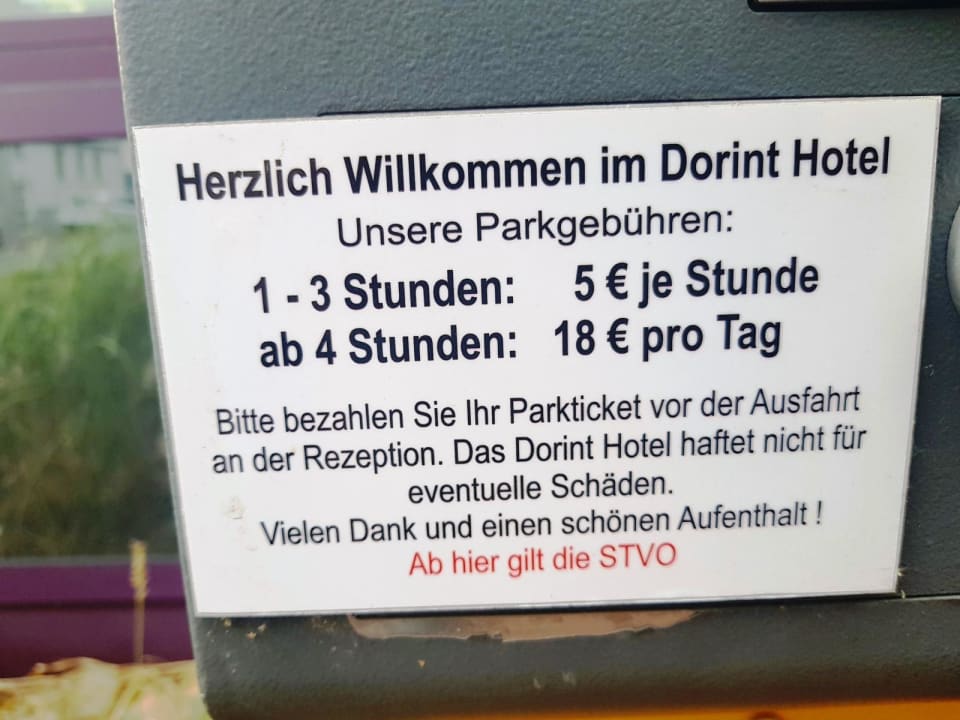 Herzlich Willkommen im Dorint Hotel
Unsere Parkgebühren:
1 - 3 Stunden: 5 € je Stunde
ab 4 Stunden: 18 € pro Tag
Bitte bezahlen Sie Ihr Parkticket vor der Ausfahrt
an der Rezeption. Das Dorint Hotel haftet nicht für
eventuelle Schäden.
Vielen Dank und einen schönen Aufenthalt !
Ab hier gilt die STVO